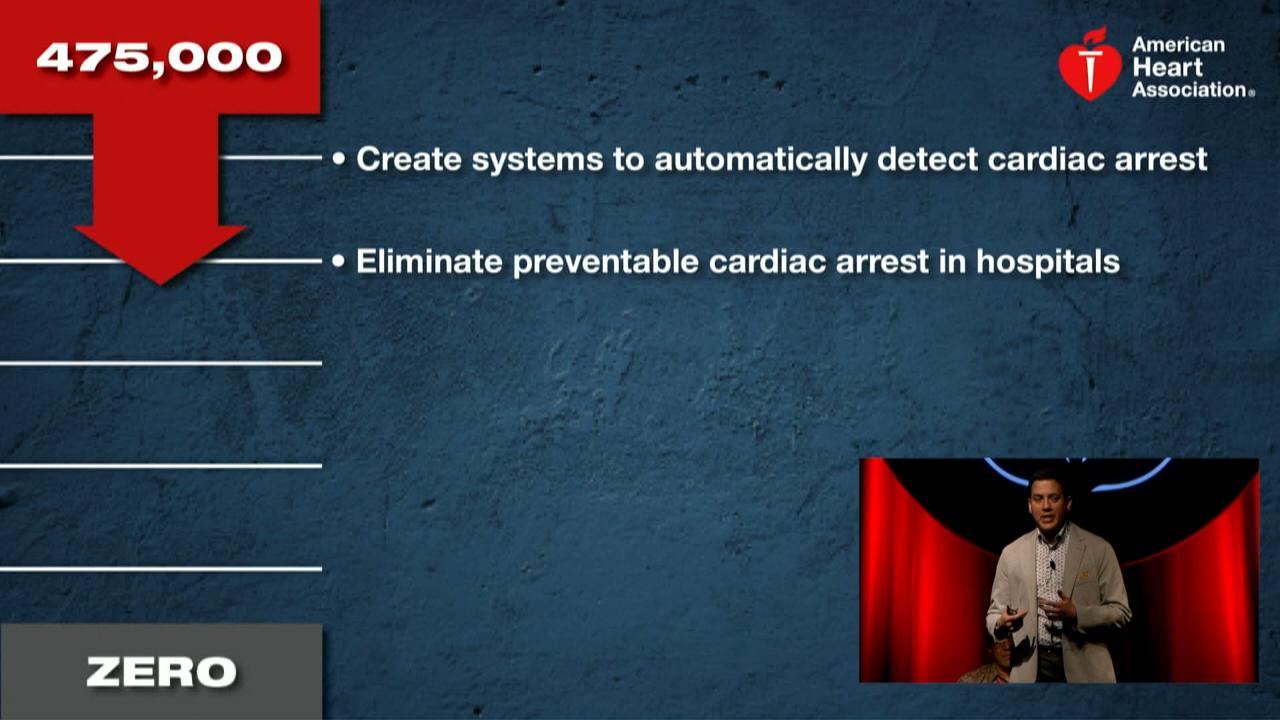 475,000
American
Heart
Association®
• Create systems to automatically detect cardiac arrest
• Eliminate preventable cardiac arrest in hospitals
ZERO